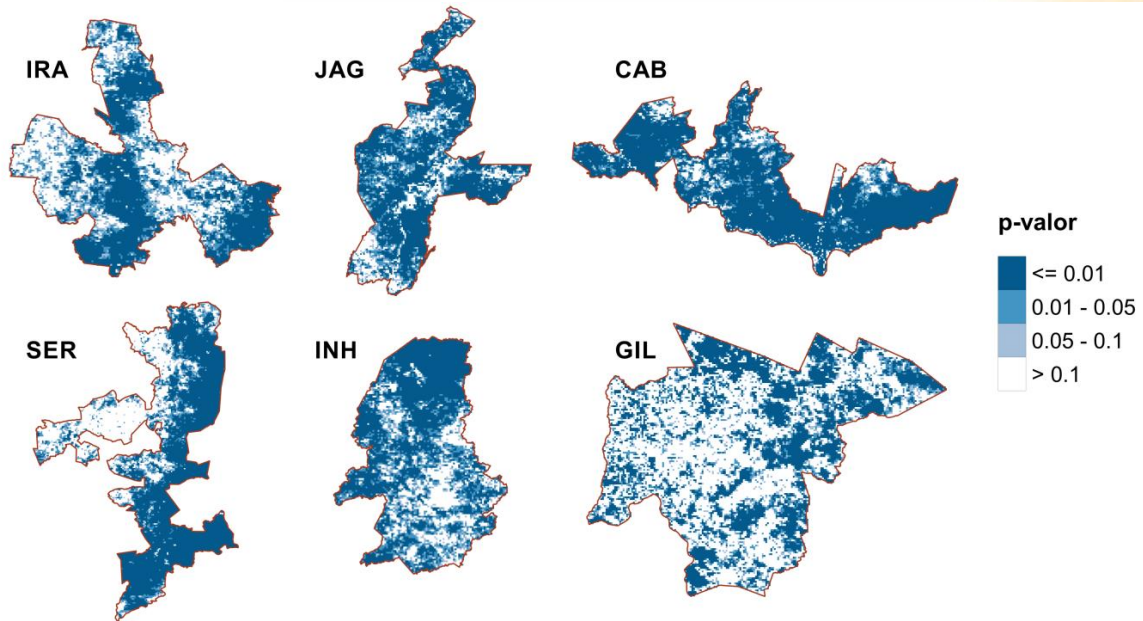 IRA
JAG
CAB
p-valor
<= 0.01
0.01 - 0.05
0.05 - 0.1
> 0.1
SER
INH
GIL